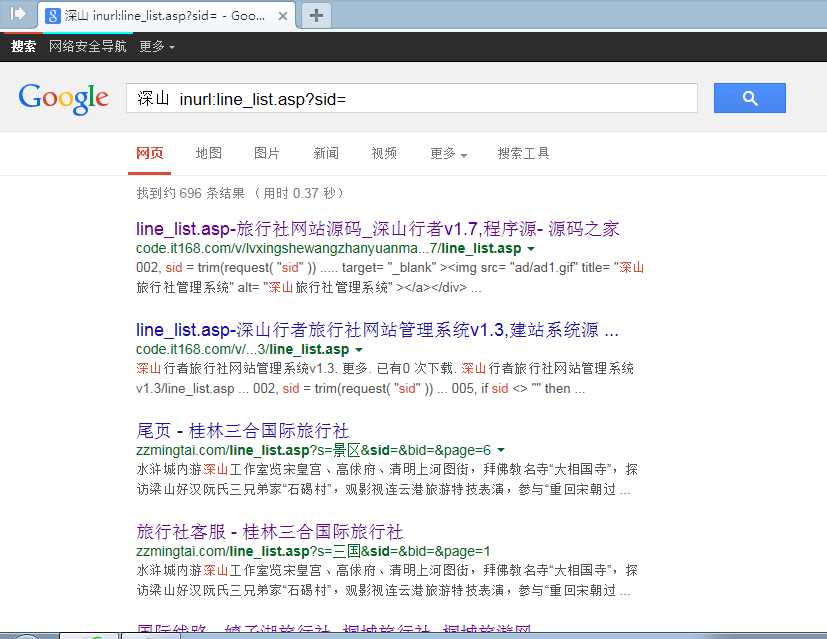 深山 inurl:line_list.asp?sid= - Goo...
搜索 网络安全导航 更多
Google 深山 inurl:line_list.asp?sid=
网页 地图 图片 新闻 视频 更多 搜索工具
找到约 696 条结果 （用时 0.37 秒）
line_list.asp-旅行社网站源码_深山行者v1.7,程序源- 源码之家
code.it168.com/v/lvxingshewangzhanyuanma...7/line_list.asp
002, sid = trim(request( "sid" )) ..... target= "_blank" ><img src= "ad/ad1.gif" title= "深山
旅行社管理系统" alt= "深山旅行社管理系统" ></a></div> ...
line_list.asp-深山行者旅行社网站管理系统v1.3,建站系统源 ...
code.it168.com/v/...3/line_list.asp
深山行者旅行社网站管理系统v1.3. 更多. 已有0 次下载. 深山行者旅行社网站管理系统
v1.3/line_list.asp ... 002, sid = trim(request( "sid" )) ... 005, if sid <> "" then ...
尾页 - 桂林三合国际旅行社
zzmingtai.com/line_list.asp?s=景区&sid=&bid=&page=6
水浒城内游深山工作室览宋皇宫、高俅府、清明上河图街，拜佛教名寺“大相国寺”，探
访梁山好汉阮氏三兄弟家“石碣村”，观影视连云港旅游特技表演，参与“重回宋朝过 ...
旅行社客服 - 桂林三合国际旅行社
zzmingtai.com/line_list.asp?s=三国&sid=&bid=&page=1
水浒城内游深山工作室览宋皇宫、高俅府、清明上河图街，拜佛教名寺“大相国寺”，探
访梁山好汉阮氏三兄弟家“石碣村”，观影视连云港旅游特技表演，参与“重回宋朝过 ...